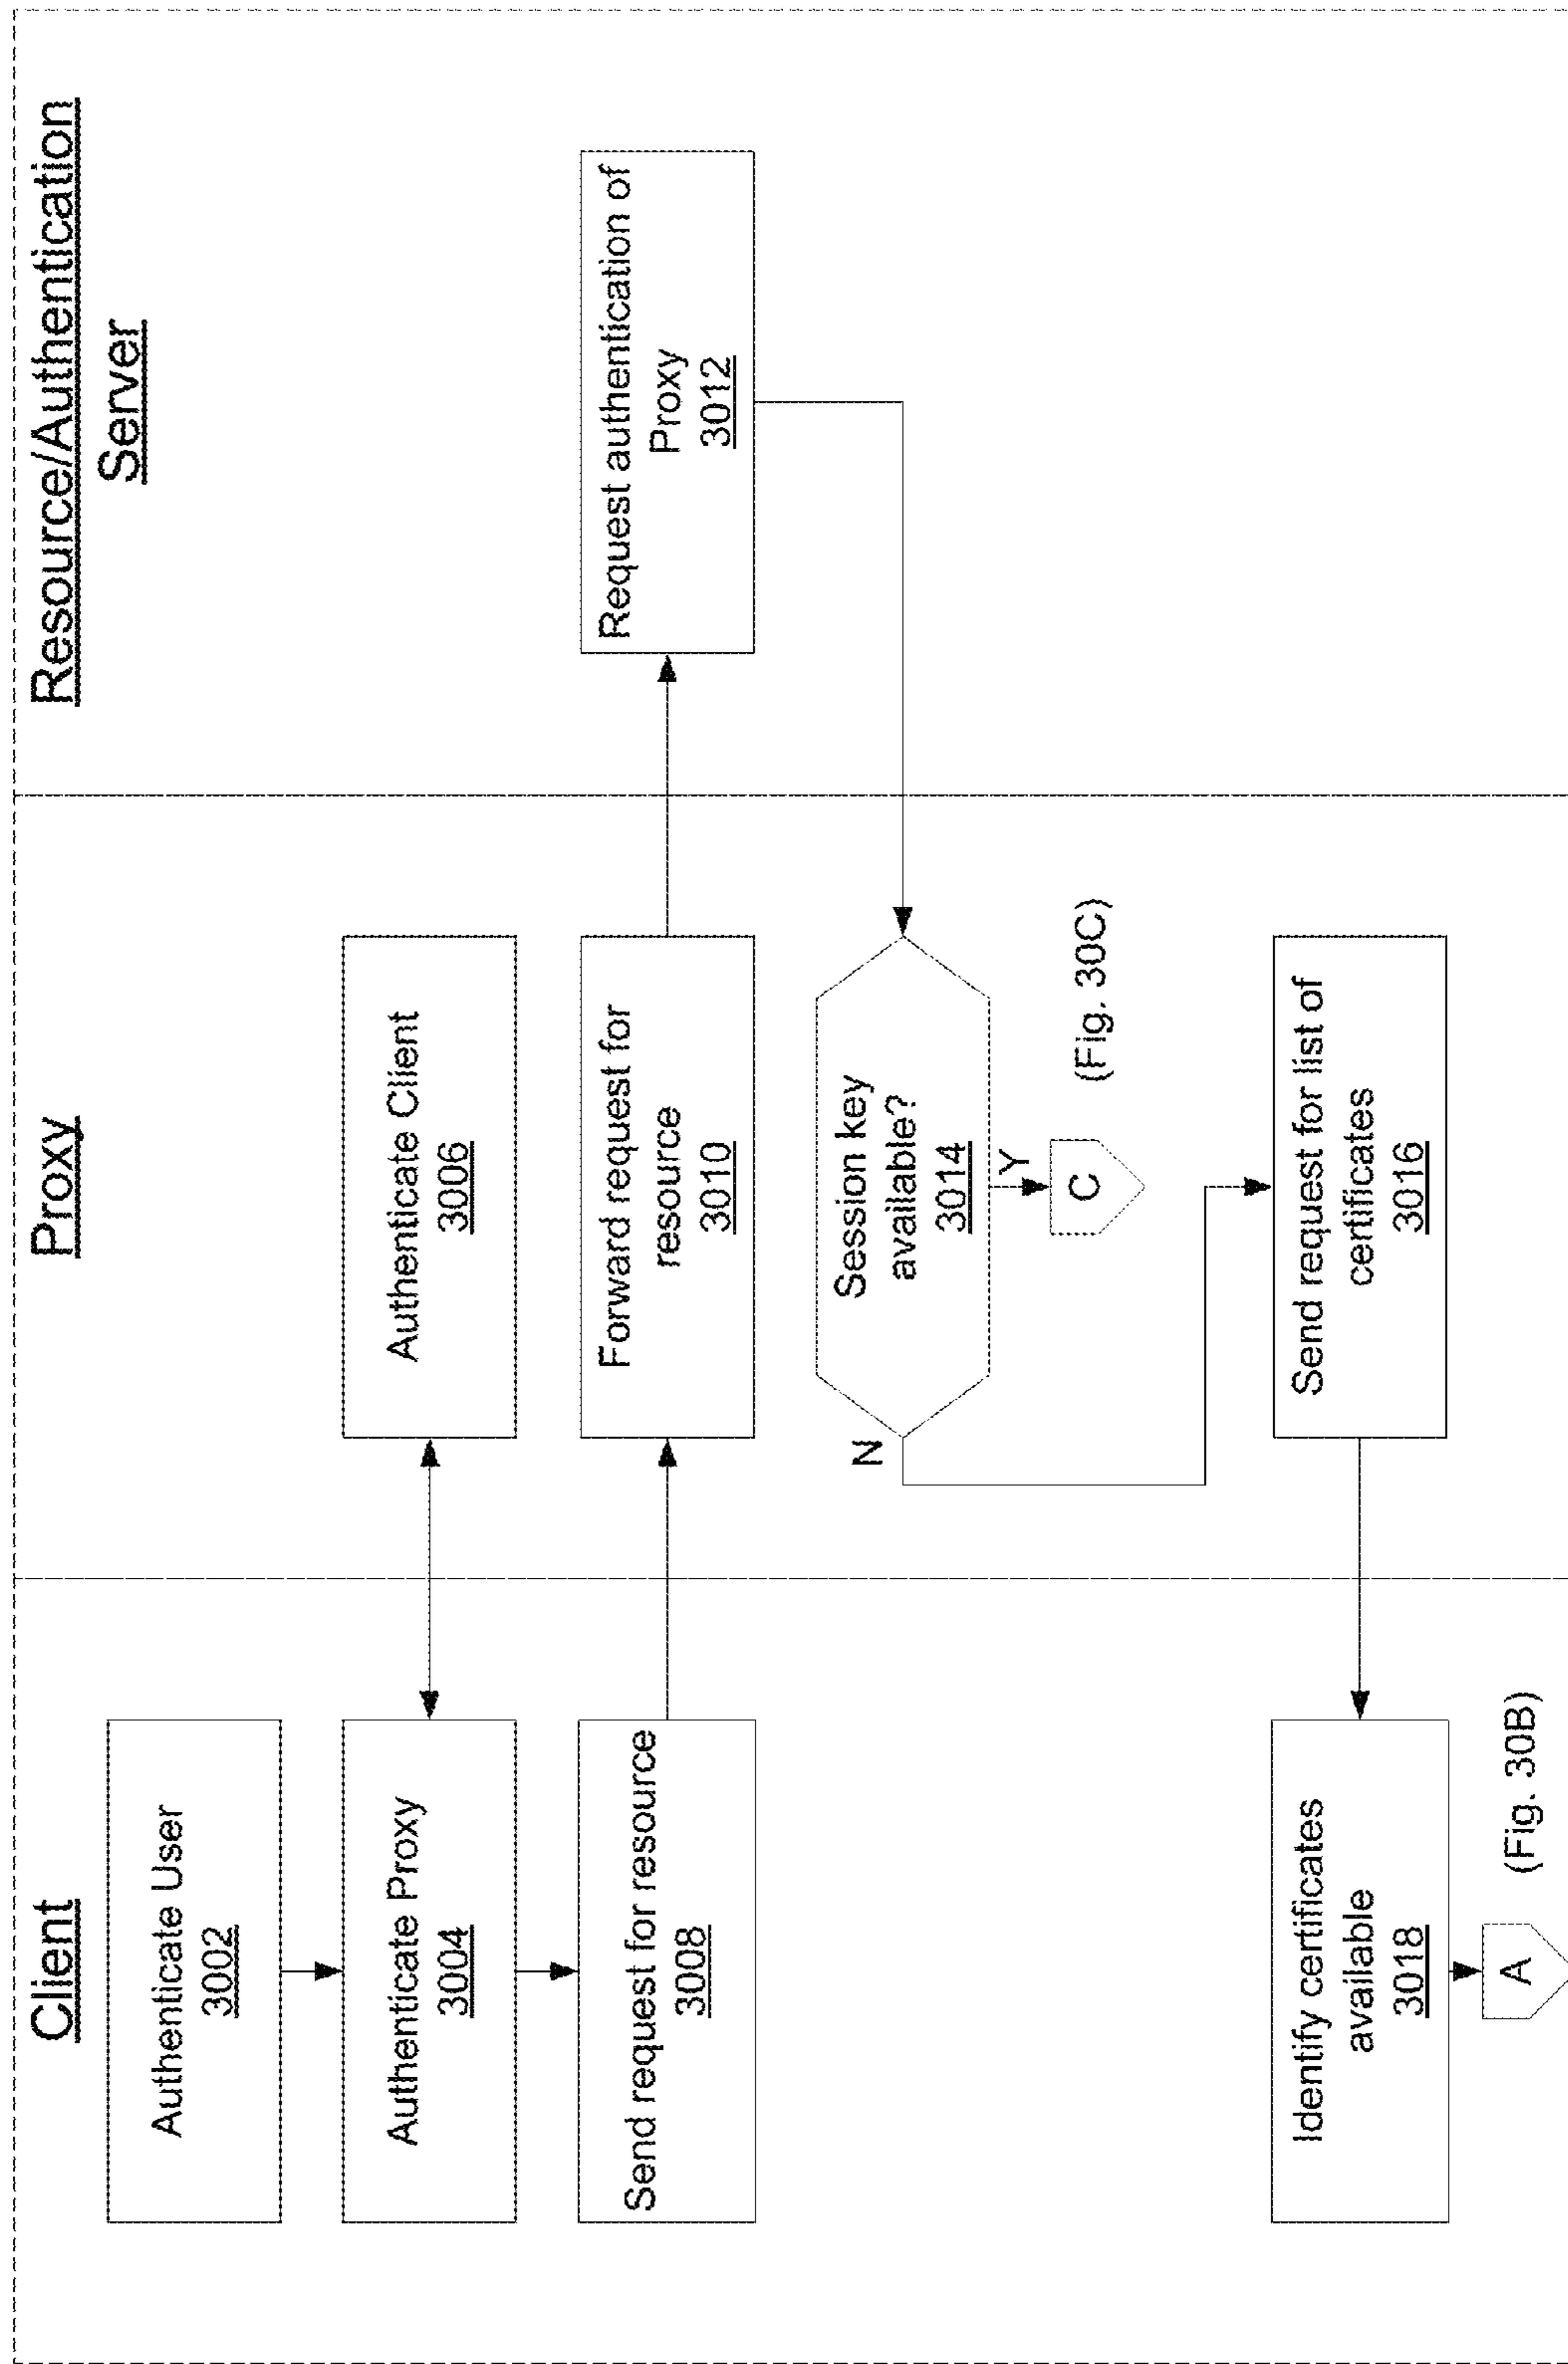 Client
Proxy
Resource/Authentication
Server
Authenticate User
3002
Authenticate Proxy
3004
Authenticate Client
3006
Send request for resource
3008
Forward request for
resource
3010
Request authentication of
Proxy
3012
Session key
available?
3014
N
Y
C
(Fig. 30C)
Send request for list of
certificates
3016
Identify certificates
available
3018
A
(Fig. 30B)